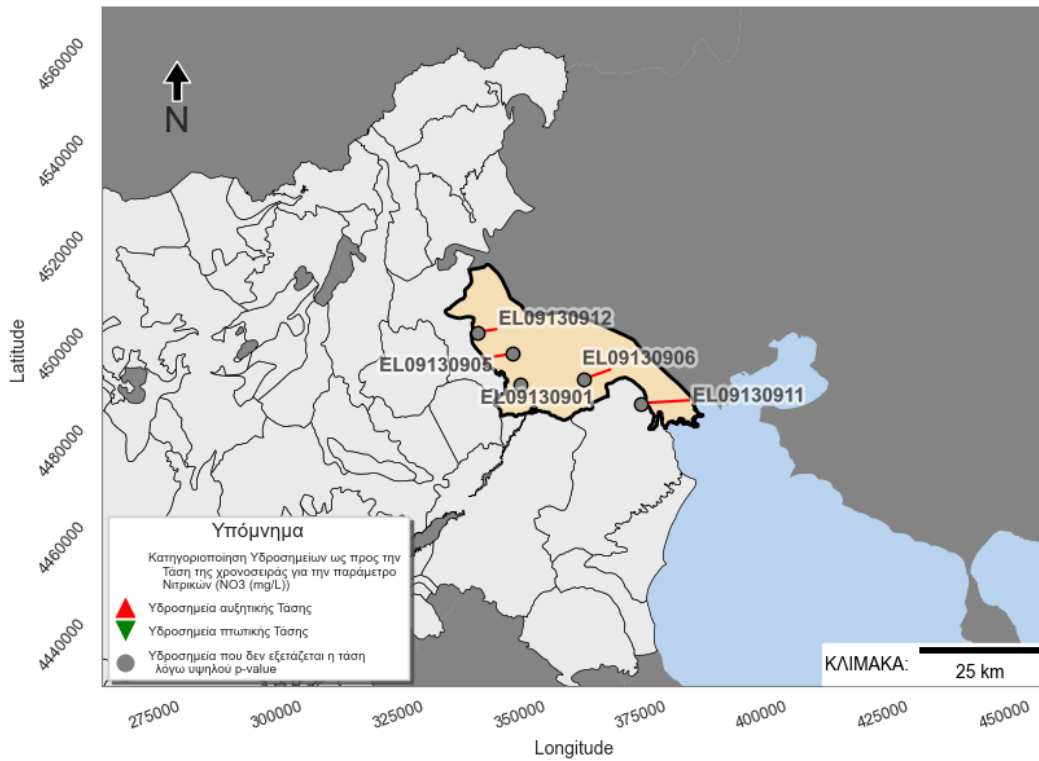 4560000
4540000
4520000
4500000
4480000
4460000
4440000
Latitude
N
EL09130912
EL09130905
EL09130906
EL09130901
EL09130911
Υπόμνημα
Κατηγοριοποίηση Υδροσημείων ως προς την
Τάση της χρονοσειράς για την παράμετρο
Νιτρικών (NO3 (mg/L))
Υδροσημεία αυξητικής Τάσης
Υδροσημεία πτωτικής Τάσης
Υδροσημεία που δεν εξετάζεται η τάση
λόγω υψηλού p-value
ΚΛΙΜΑΚΑ:
25 km
275000
300000
325000
350000
375000
400000
425000
450000
Longitude